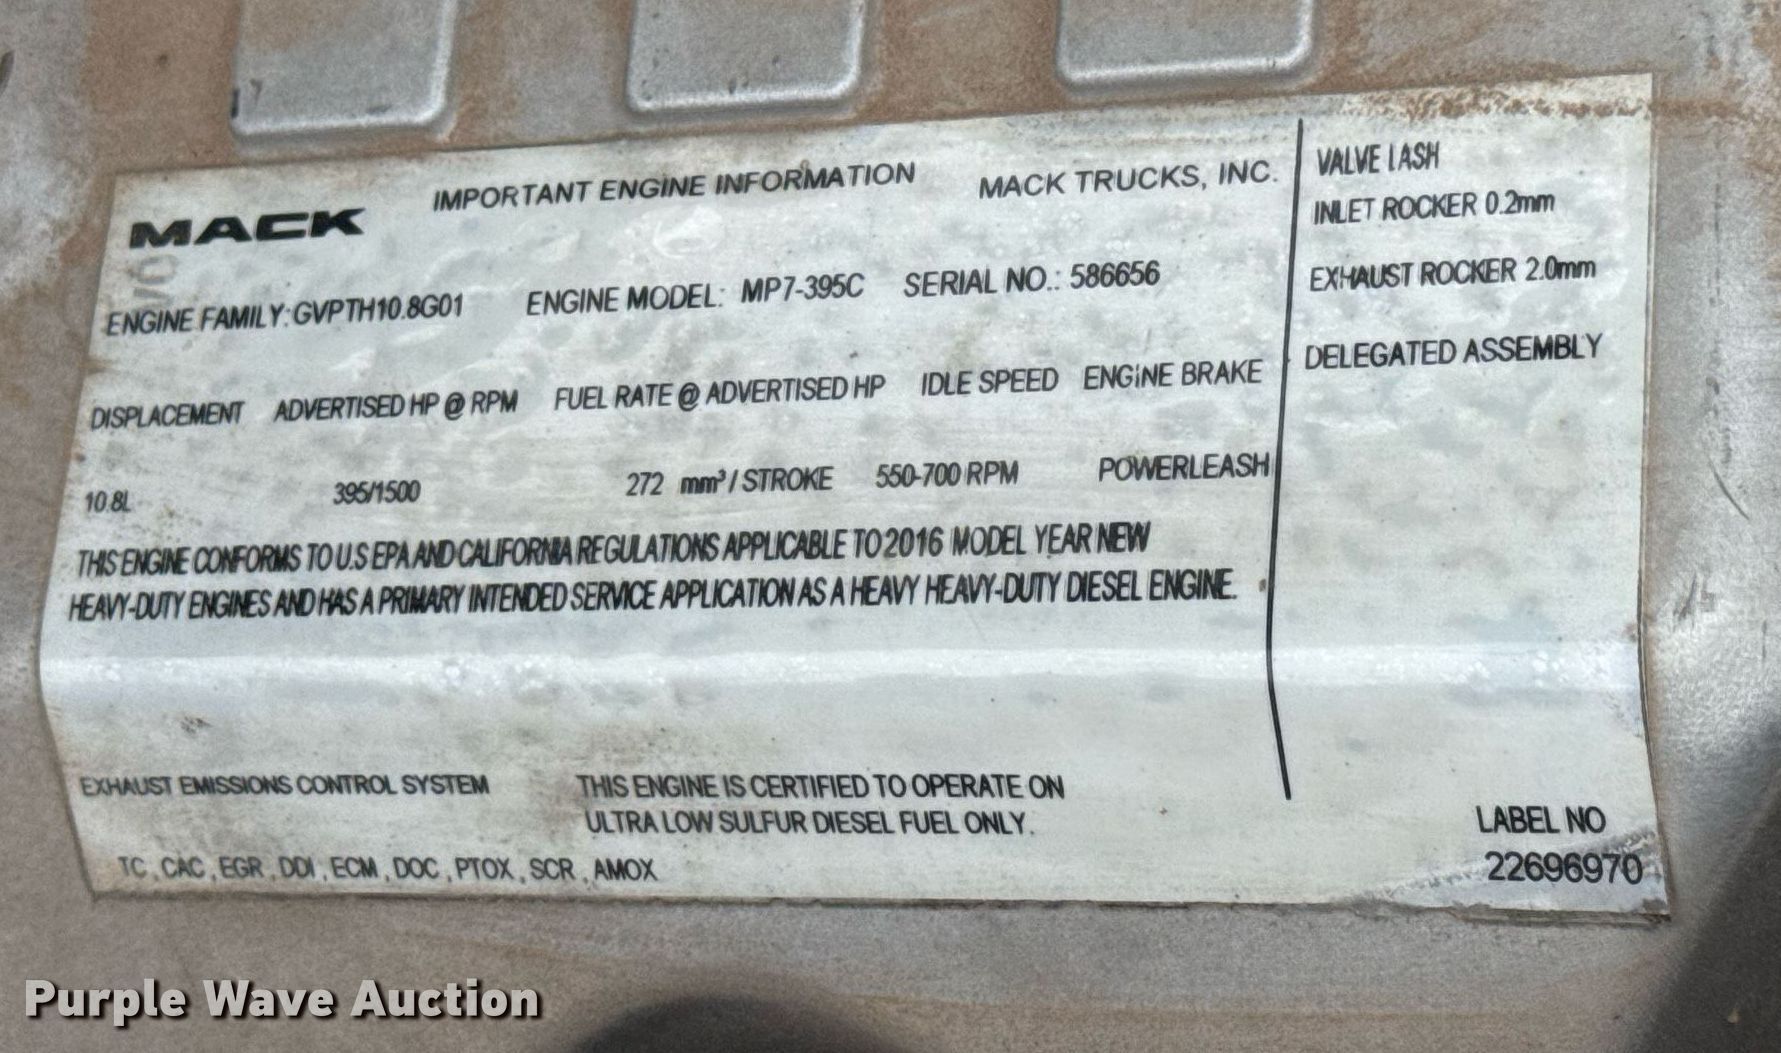 MACK IMPORTANT ENGINE INFORMATION MACK TRUCKS, INC.
ENGINE FAMILY: GVPTH10.8G01 ENGINE MODEL: MP7-395C SERIAL NO.: 586656
DISPLACEMENT ADVERTISED HP @ RPM FUEL RATE @ ADVERTISED HP IDLE SPEED ENGINE BRAKE
10.8L 395/1500 272 mm³ / STROKE 550-700 RPM POWERLEASH
THIS ENGINE CONFORMS TO U.S EPA AND CALIFORNIA REGULATIONS APPLICABLE TO 2016 MODEL YEAR NEW
HEAVY-DUTY ENGINES AND HAS A PRIMARY INTENDED SERVICE APPLICATION AS A HEAVY HEAVY-DUTY DIESEL ENGINE.
EXHAUST EMISSIONS CONTROL SYSTEM
TC , CAC , EGR , DDI , ECM , DOC , PTOX , SCR , AMOX
THIS ENGINE IS CERTIFIED TO OPERATE ON
ULTRA LOW SULFUR DIESEL FUEL ONLY.
VALVE LASH
INLET ROCKER 0.2mm
EXHAUST ROCKER 2.0mm
DELEGATED ASSEMBLY
LABEL NO
22696970
Purple Wave Auction